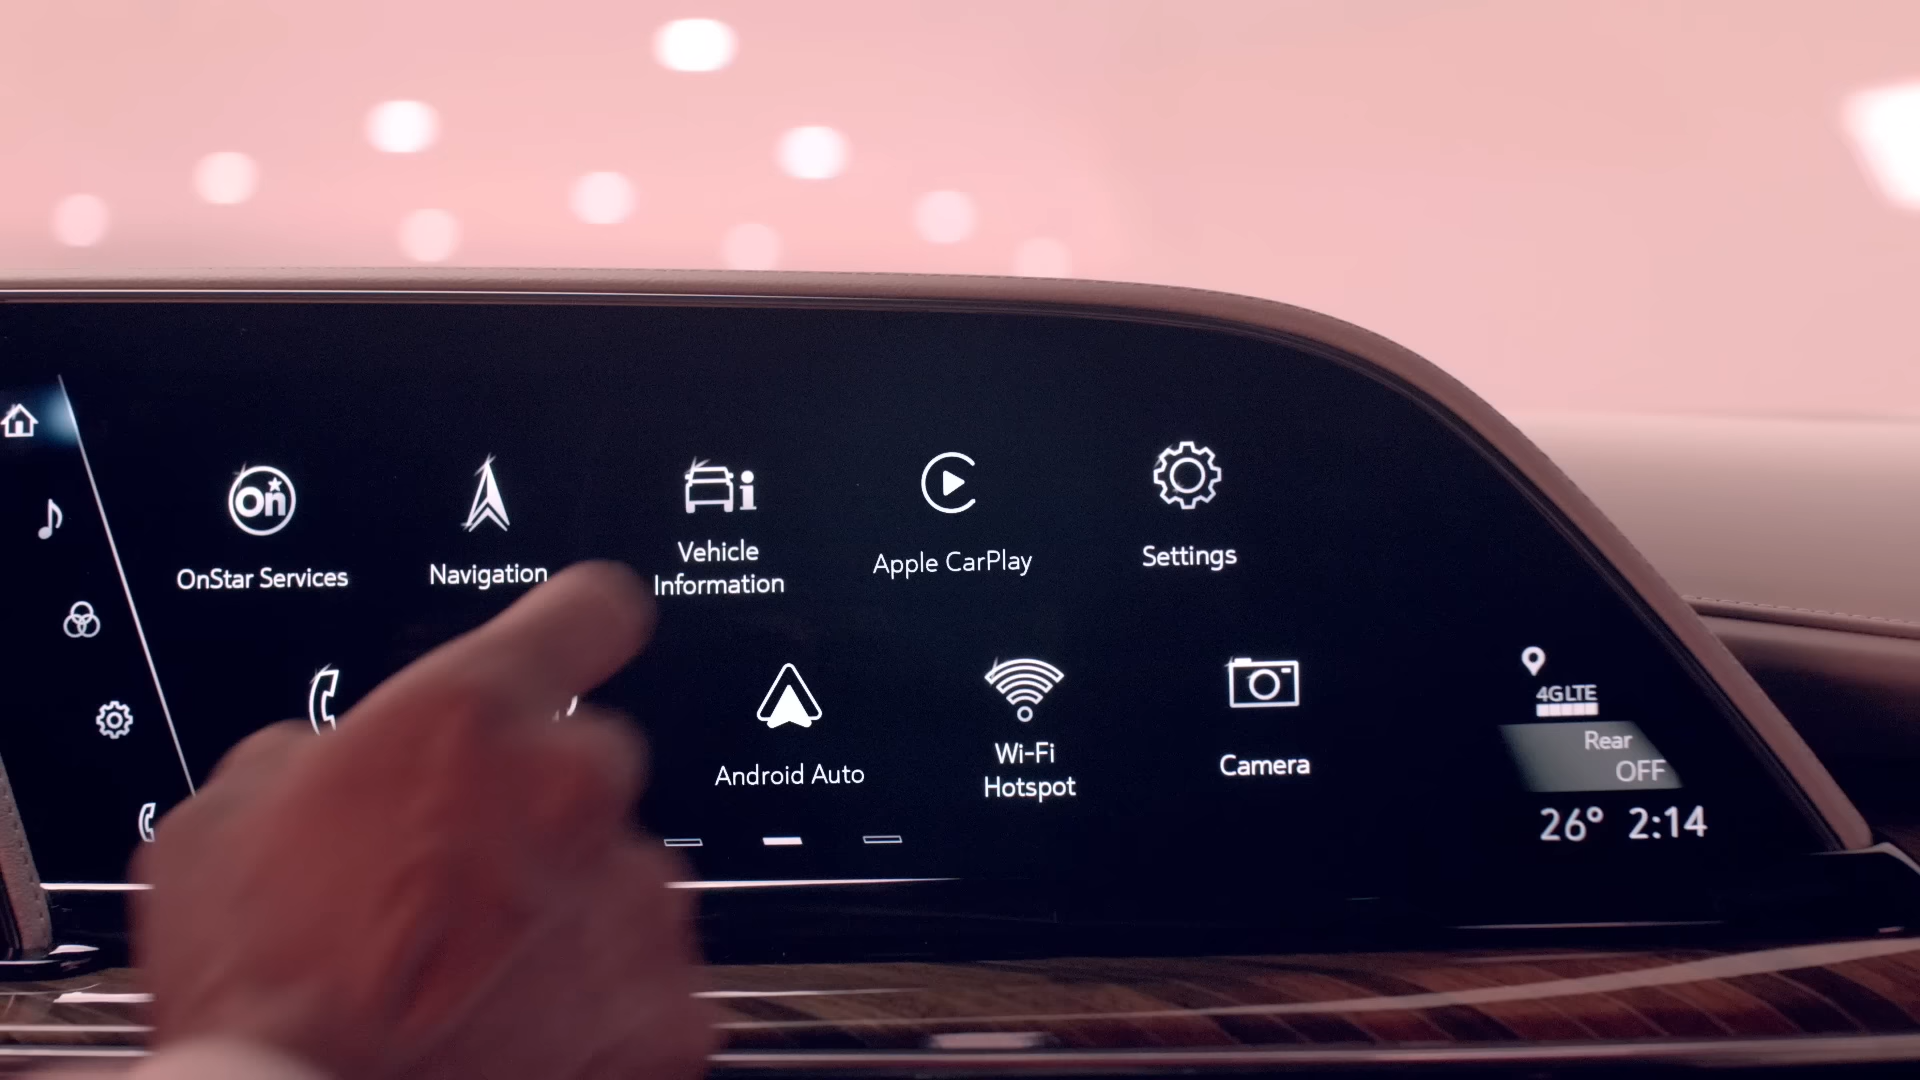 On
OnStar Services
Navigation
i
Vehicle
Information
Apple CarPlay
Settings
Android Auto
Wi-Fi
Hotspot
Camera
4G LTE
Rear
OFF
26° 2:14